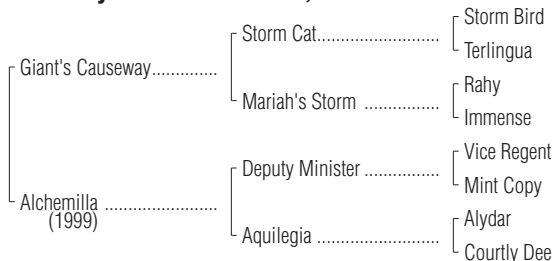 Storm Bird
Storm Cat..................
Terlingua
Giant's Causeway..............
Rahy
Mariah's Storm ................
Immense
Vice Regent
Deputy Minister ................
Mint Copy
Alchemilla ........................
(1999)
Alydar
Aquilegia ..........................
Courtly Dee